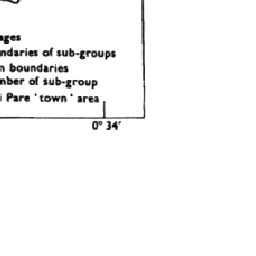 ages
ndaries of sub-groups
n boundaries
mber of sub-group
i Pare 'town' area
0° 34'